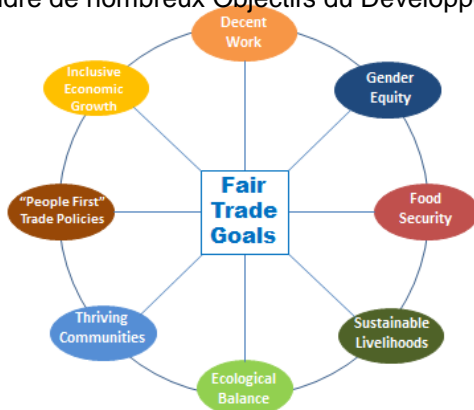 dre de nombreux Objectifs du Développ
Decent
Work
Gender
Equity
Food
Security
Sustainable
Livelihoods
Ecological
Balance
Thriving
Communities
“People First”
Trade Policies
Inclusive
Economic
Growth
Fair
Trade
Goals